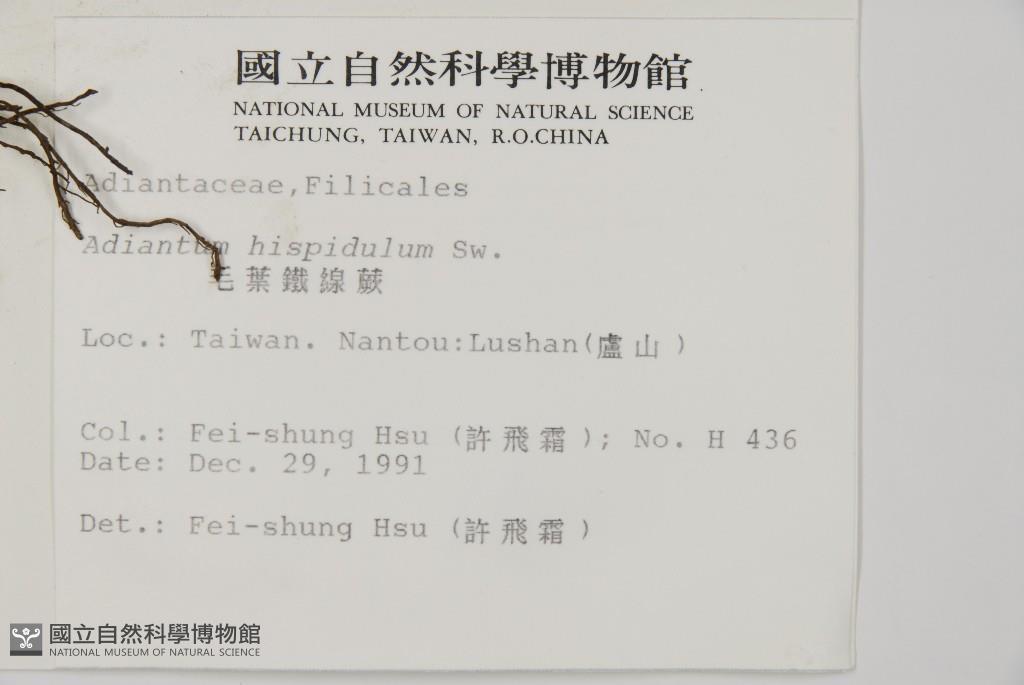 國立自然科學博物館
NATIONAL MUSEUM OF NATURAL SCIENCE
TAICHUNG, TAIWAN, R.O.CHINA
Adiantaceae,Filicales
Adiantum hispidulum Sw.
毛葉鐵線蕨
Loc.: Taiwan. Nantou:Lushan(盧山)
Col.: Fei-shung Hsu (許飛霜); No. H 436
Date: Dec. 29, 1991
Det.: Fei-shung Hsu (許飛霜)
國立自然科學博物館
NATIONAL MUSEUM OF NATURAL SCIENCE